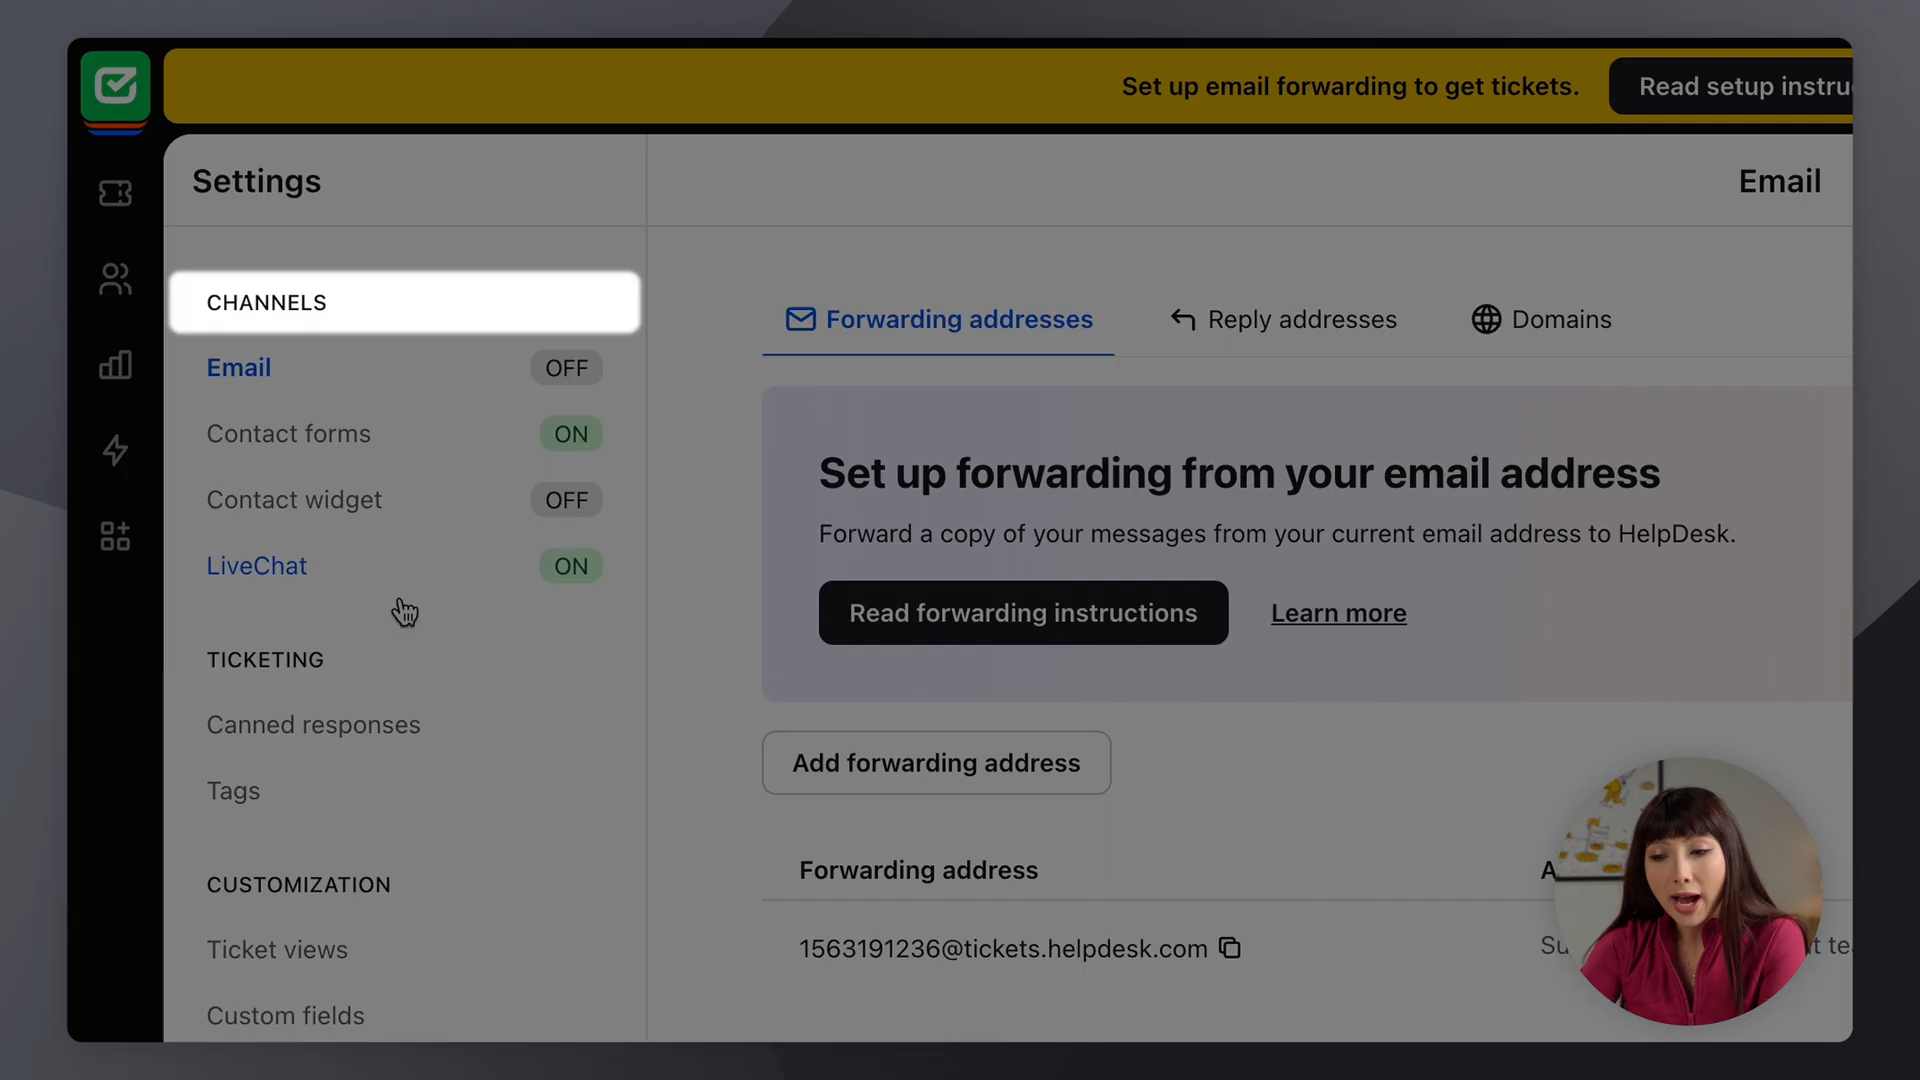 Set up email forwarding to get tickets.
Read setup instru
Settings
Email
CHANNELS
Email OFF
Contact forms ON
Contact widget OFF
LiveChat ON
TICKETING
Canned responses
Tags
CUSTOMIZATION
Ticket views
Custom fields
Forwarding addresses
Reply addresses
Domains
Set up forwarding from your email address
Forward a copy of your messages from your current email address to HelpDesk.
Read forwarding instructions
Learn more
Add forwarding address
Forwarding address
A
1563191236@tickets.helpdesk.com
Su
t te